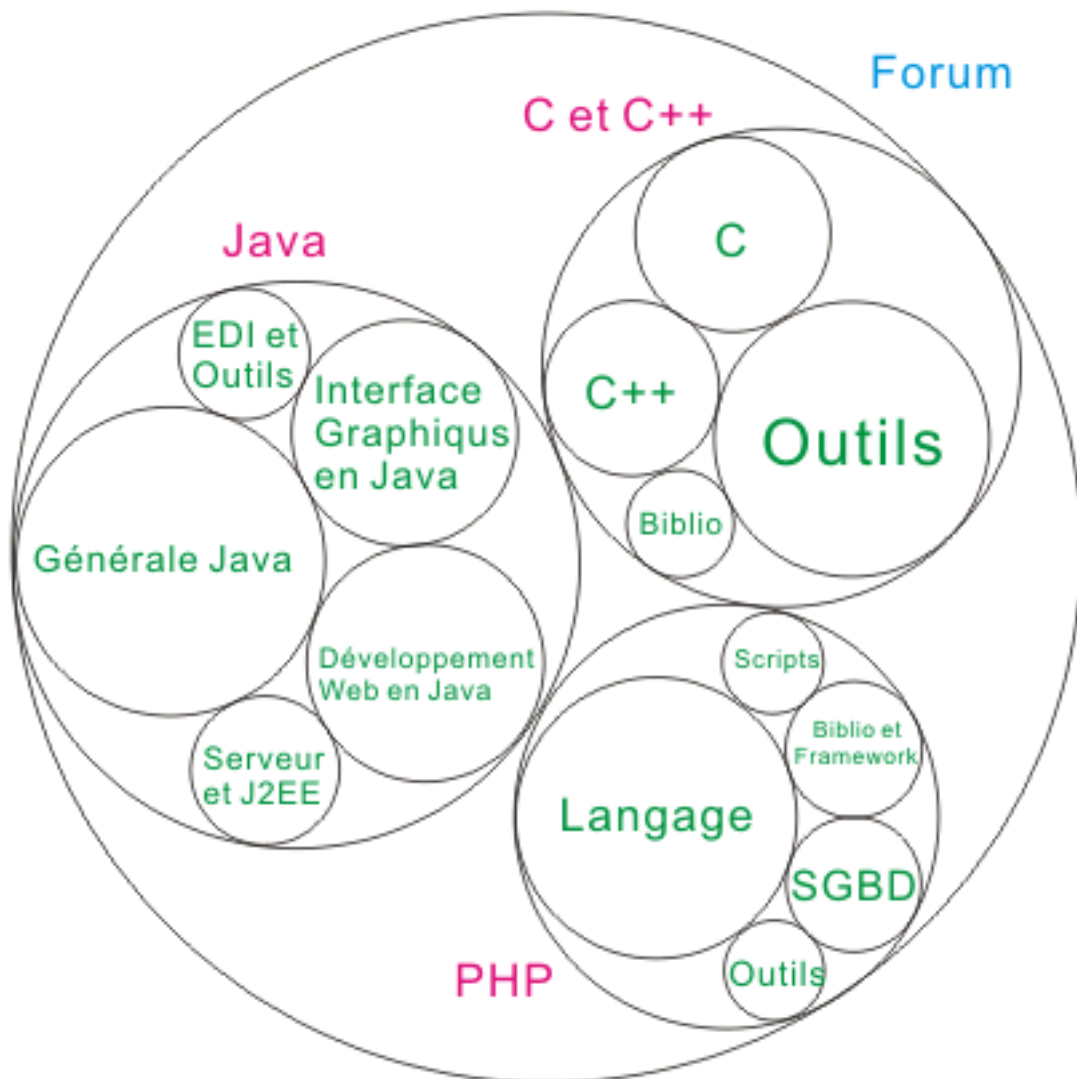 Forum
C et C++
C
Java
EDI et
Outils
Interface
Graphiqus
en Java
C++
Outils
Biblio
Générale Java
Développement
Web en Java
Scripts
Biblio et
Framework
Serveur
et J2EE
Langage
SGBD
Outils
PHP